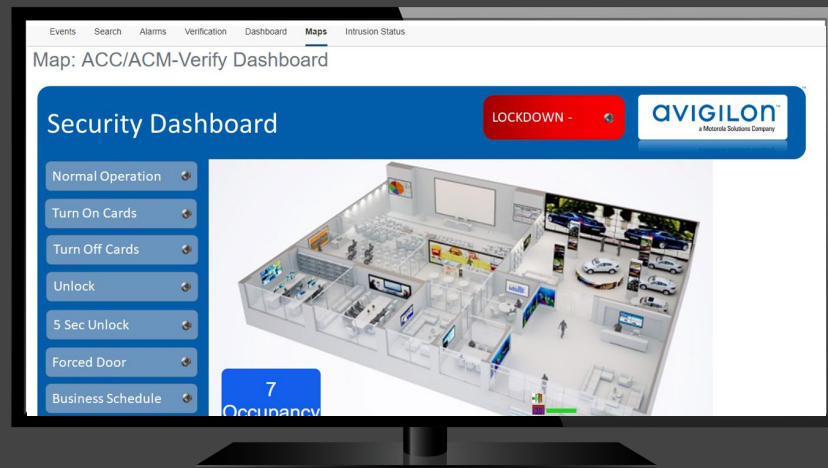 Events Search Alarms Verification Dashboard Maps Intrusion Status
Map: ACC/ACM-Verify Dashboard
Security Dashboard
LOCKDOWN -
aVIGILON™
a Motorola Solutions Company
Normal Operation
Turn On Cards
Turn Off Cards
Unlock
5 Sec Unlock
Forced Door
Business Schedule
7
Occupancy